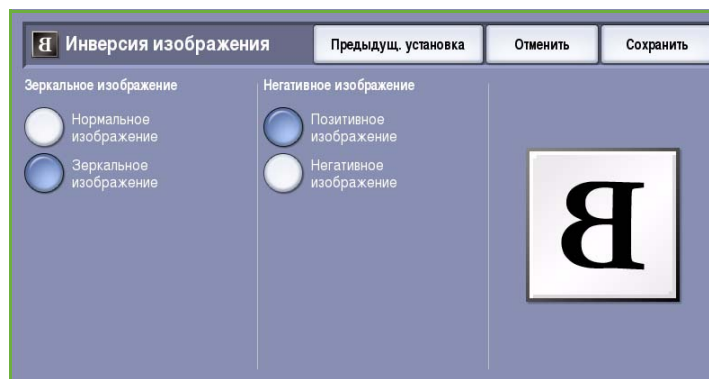 Инверсия изображения
Предыдущ. установка
Отменить
Сохранить
Зеркальное изображение
Нормальное
изображение
Зеркальное
изображение
Негативное изображение
Позитивное
изображение
Негативное
изображение
B